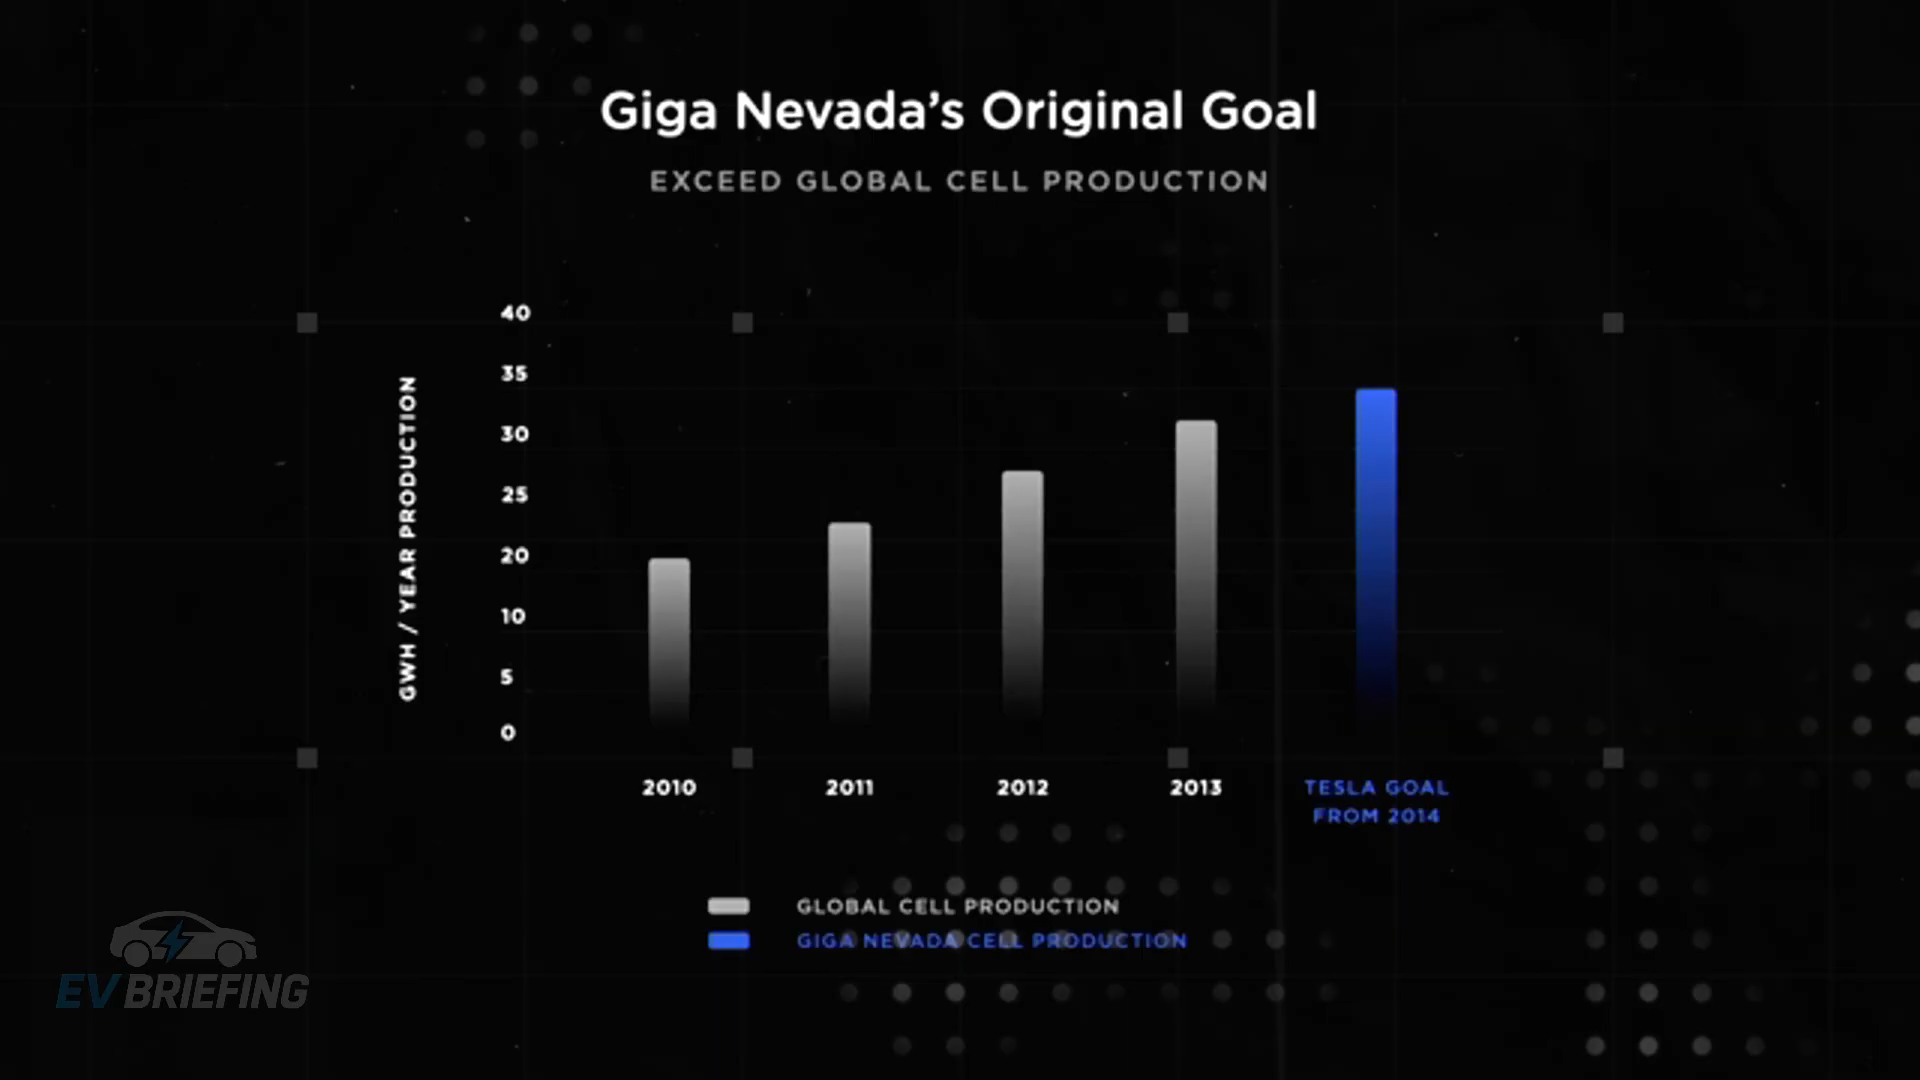 Giga Nevada’s Original Goal
EXCEED GLOBAL CELL PRODUCTION
GWH / YEAR PRODUCTION
40
35
30
25
20
10
5
0
2010
2011
2012
2013
TESLA GOAL
FROM 2014
GLOBAL CELL PRODUCTION
GIGA NEVADA CELL PRODUCTION
EV BRIEFING